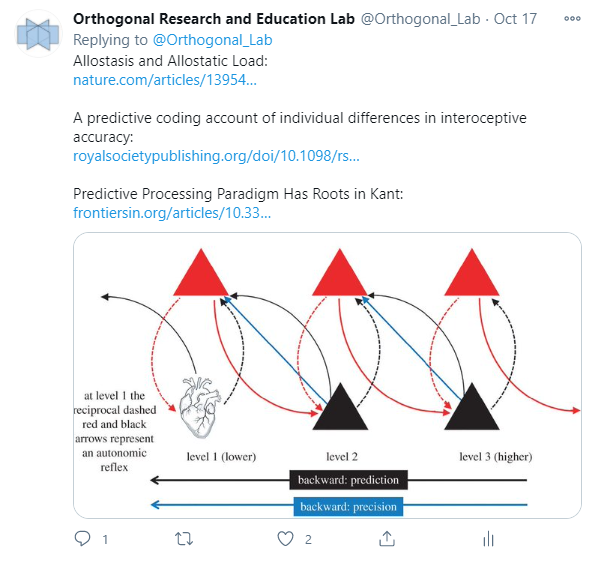 Orthogonal Research and Education Lab @Orthogonal_Lab · Oct 17
Replying to @Orthogonal_Lab
Allostasis and Allostatic Load:
nature.com/articles/13954...
A predictive coding account of individual differences in interoceptive
accuracy:
royalsocietypublishing.org/doi/10.1098/rs...
Predictive Processing Paradigm Has Roots in Kant:
frontiersin.org/articles/10.33...
at level 1 the
reciprocal dashed
red and black
arrows represent
an autonomic
reflex
level 1 (lower)
level 2
level 3 (higher)
backward: prediction
backward: precision
1
2